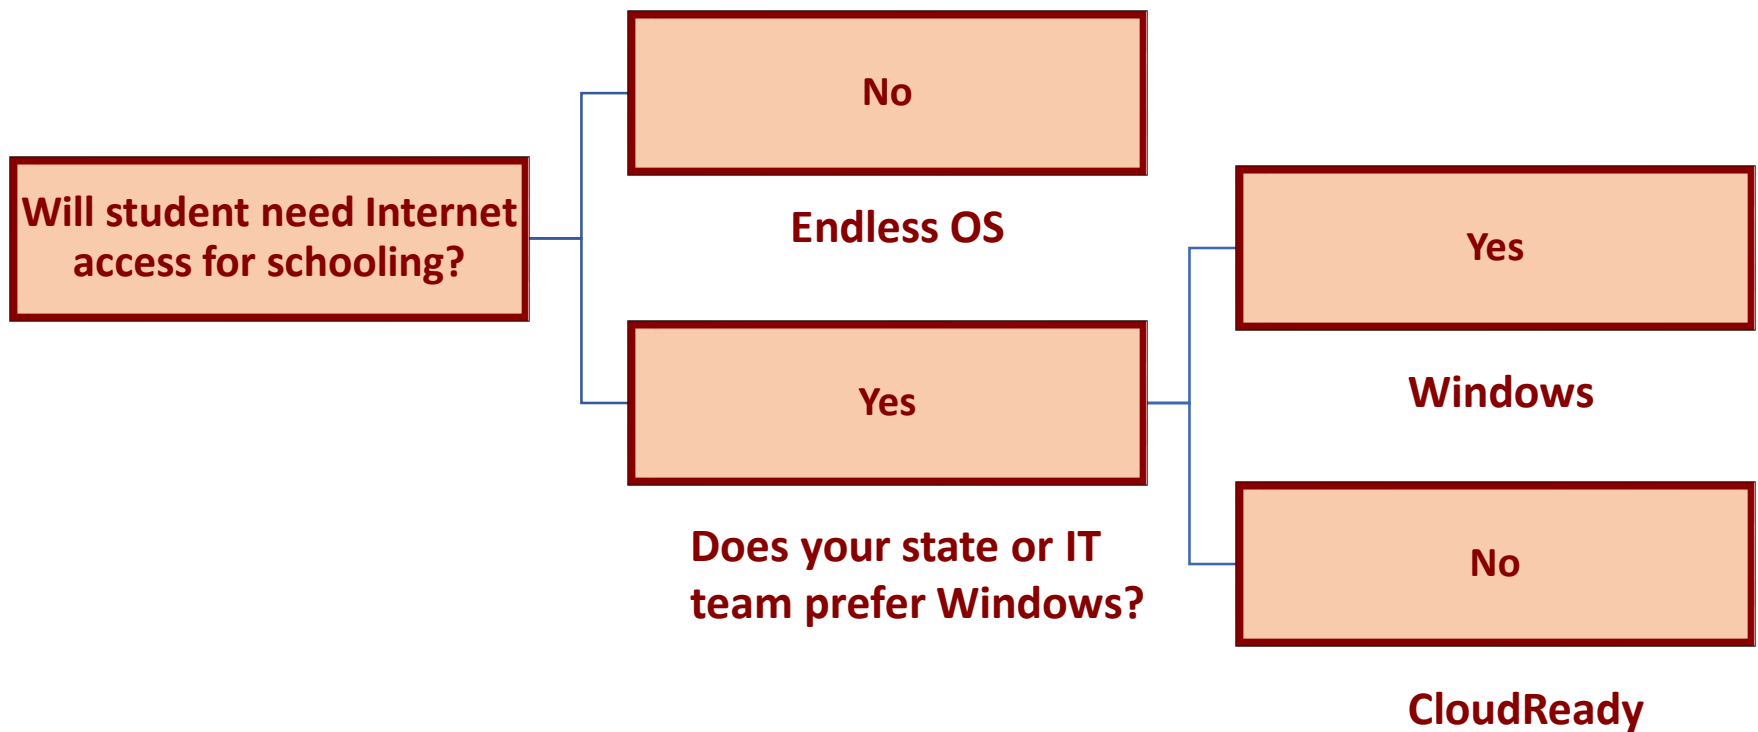 Will student need Internet
access for schooling?
No
Endless OS
Yes
Does your state or IT
team prefer Windows?
Yes
Windows
No
CloudReady